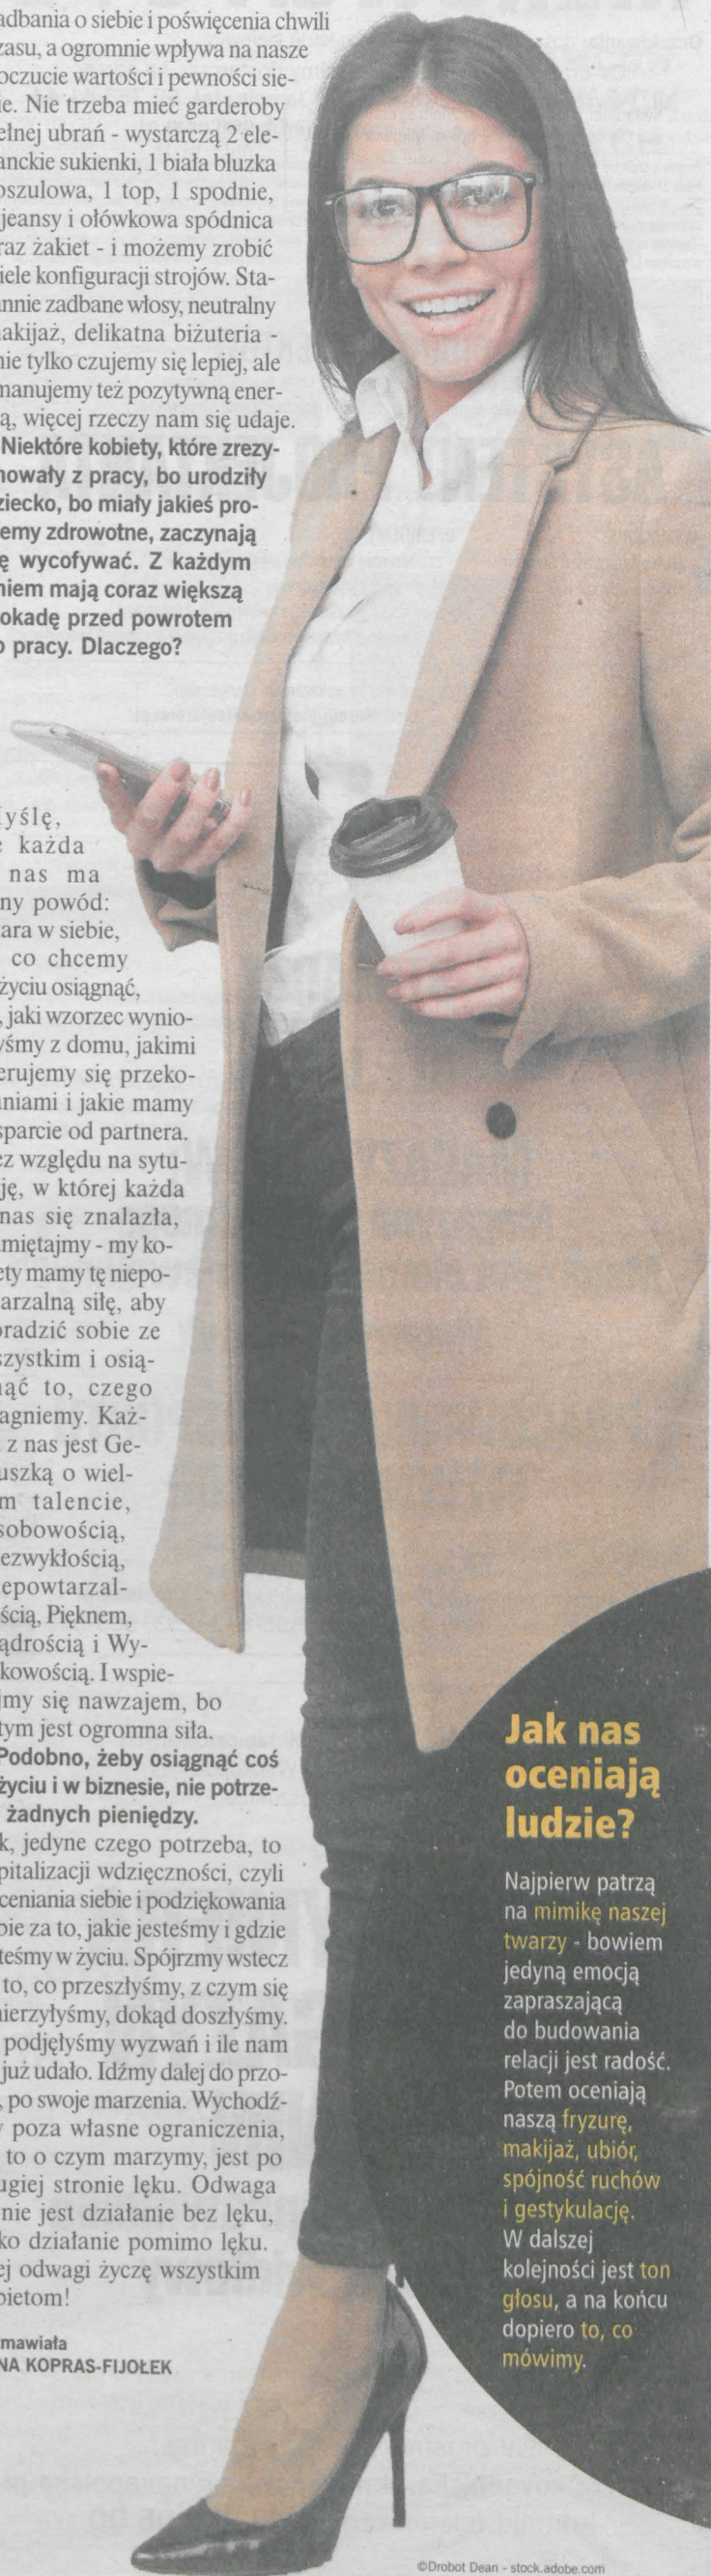 adbania o siebie i poświęcenia chwili
zasu, a ogromnie wpływa na nasze
oczucie wartości i pewności sie-
ie. Nie trzeba mieć garderoby
ełnej ubrań - wystarczą 2 ele-
anckie sukienki, 1 biała bluzka
oszulowa, 1 top, 1 spodnie,
jeansy i ołówkowa spódnica
raz żakiet - i możemy zrobić
iele konfiguracji strojów. Sta-
annie zadbane włosy, neutralny
akijaż, delikatna biżuteria -
nie tylko czujemy się lepiej, ale
manujemy też pozytywną ener-
ą, więcej rzeczy nam się udaje.
Niektóre kobiety, które zrezy-
nowały z pracy, bo urodziły
ziecko, bo miały jakieś pro-
emy zdrowotne, zaczynają
ę wycofywać. Z każdym
niem mają coraz większą
okadę przed powrotem
o pracy. Dlaczego?
yślę,
e każda
nas ma
ny powód:
ara w siebie,
co chcemy
życiu osiągnąć,
, jaki wzorzec wynio-
yśmy z domu, jakimi
erujemy się przeko-
aniami i jakie mamy
sparcie od partnera.
ez względu na sytu-
ję, w której każda
nas się znalazła,
miętajmy - my ko-
ety mamy tę niepo-
arzalną siłę, aby
oradzić sobie ze
szystkim i osią-
nąć to, czego
agniemy. Każ-
z nas jest Ge-
uszką o wiel-
m talencie,
sobowością,
ezwykłością,
epowtarzal-
ścią, Pięknem,
ądrością i Wy-
kowością. I wspie-
jmy się nawzajem, bo
tym jest ogromna siła.
Podobno, żeby osiągnąć coś
życiu i w biznesie, nie potrze-
żadnych pieniędzy.
k, jedyne czego potrzeba, to
pitalizacji wdzięczności, czyli
ceniania siebie i podziękowania
bie za to, jakie jesteśmy i gdzie
teśmy w życiu. Spójrzmy wstecz
to, co przeszłyśmy, z czym się
nierzyłyśmy, dokąd doszłyśmy.
podjęłyśmy wyzwań i ile nam
już udało. Idźmy dalej do przo-
, po swoje marzenia. Wychodź-
y poza własne ograniczenia,
to o czym marzymy, jest po
ugiej stronie lęku. Odwaga
nie jest działanie bez lęku,
ko działanie pomimo lęku.
ej odwagi życzę wszystkim
bietom!
mawiała
NA KOPRAS-FIJOŁEK
Jak nas
oceniają
ludzie?
Najpierw patrzą
na mimikę naszej
twarzy - bowiem
jedyną emocją
zapraszającą
do budowania
relacji jest radość.
Potem oceniają
naszą fryzurę,
makijaż, ubiór,
spójność ruchów
i gestykulację.
W dalszej
kolejności jest ton
głosu, a na końcu
dopiero to, co
mówimy.
©Drobot Dean - stock.adobe.com